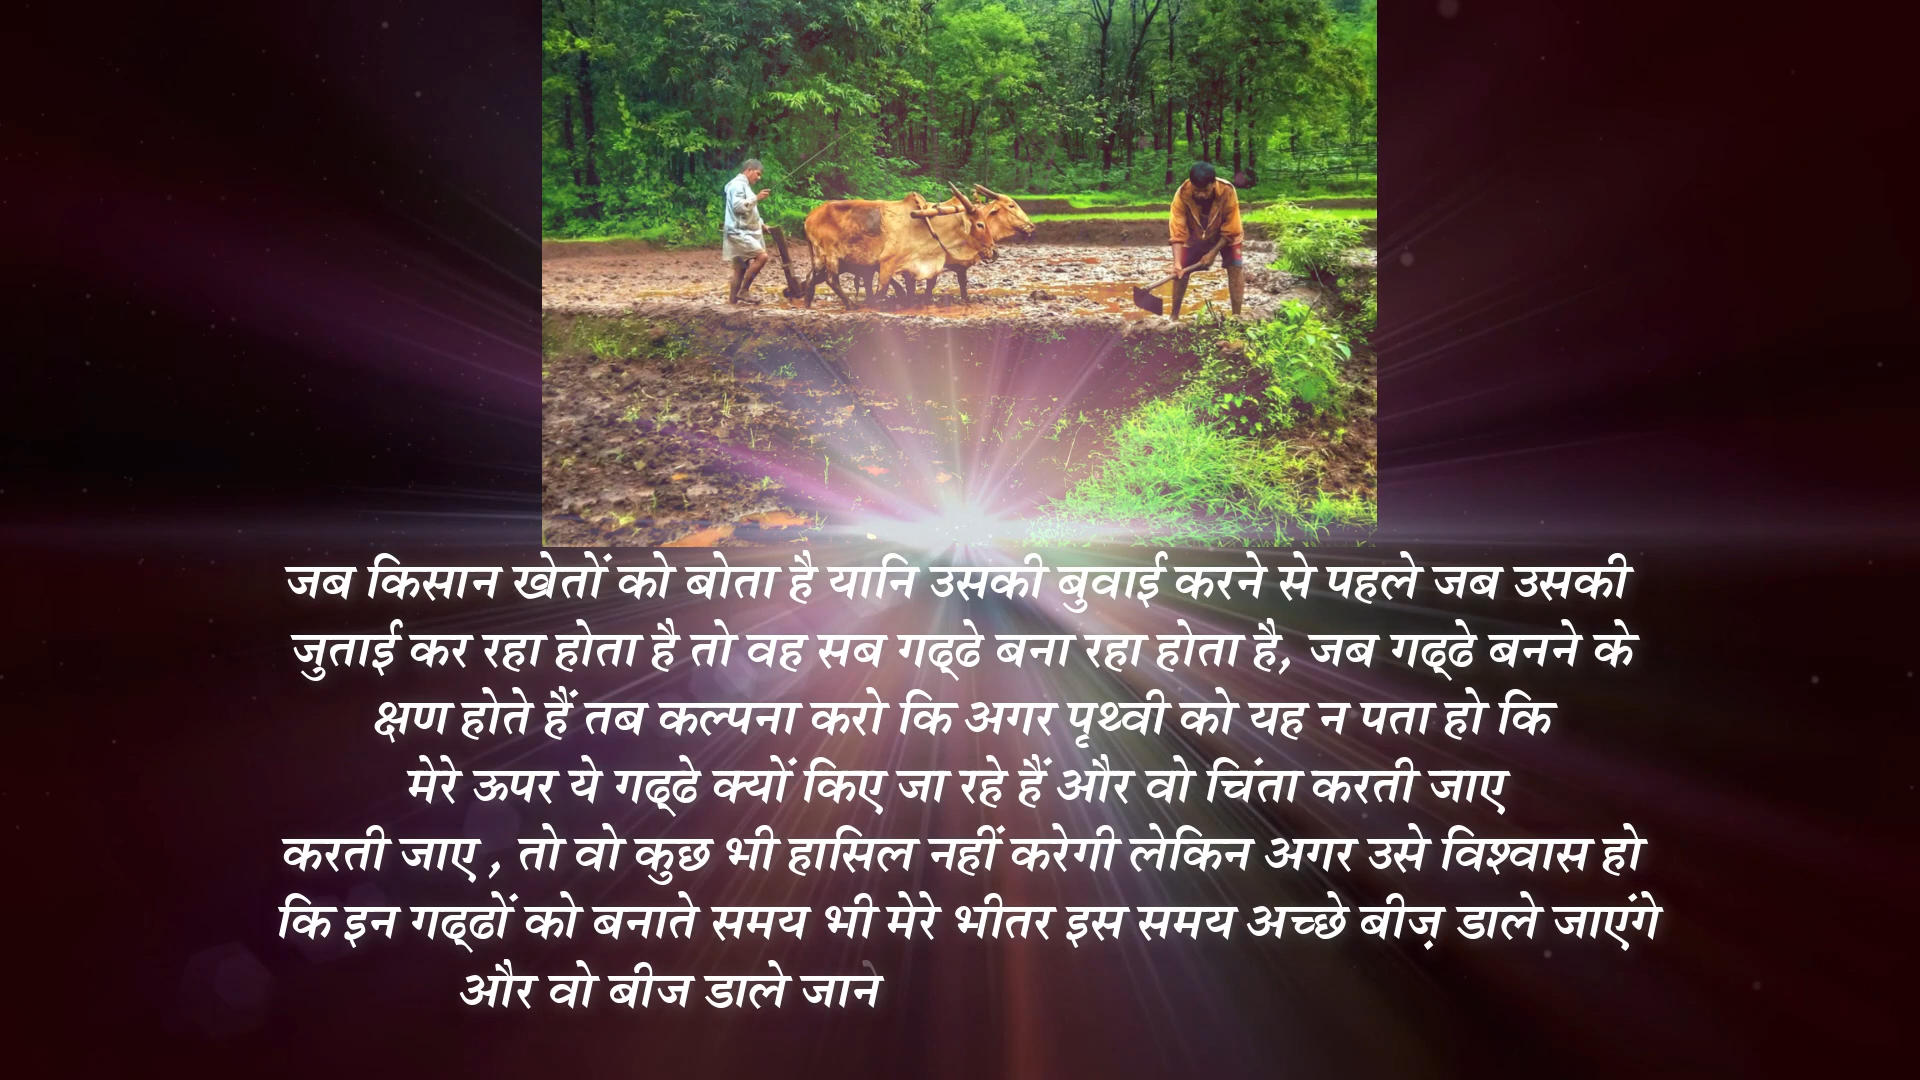 जब किसान खेतों को बोता है यानि उसकी बुवाई करने से पहले जब उसकी
जुताई कर रहा होता है तो वह सब गढ्ढे बना रहा होता है, जब गढ्ढे बनने के
क्षण होते हैं तब कल्पना करो कि अगर पृथ्वी को यह न पता हो कि
मेरे ऊपर ये गढ्ढे क्यों किए जा रहे हैं और वो चिंता करती जाए
करती जाए , तो वो कुछ भी हासिल नहीं करेगी लेकिन अगर उसे विश्वास हो
कि इन गढ्ढों को बनाते समय भी मेरे भीतर इस समय अच्छे बीज़ डाले जाएंगे
और वो बीज डाले जाने